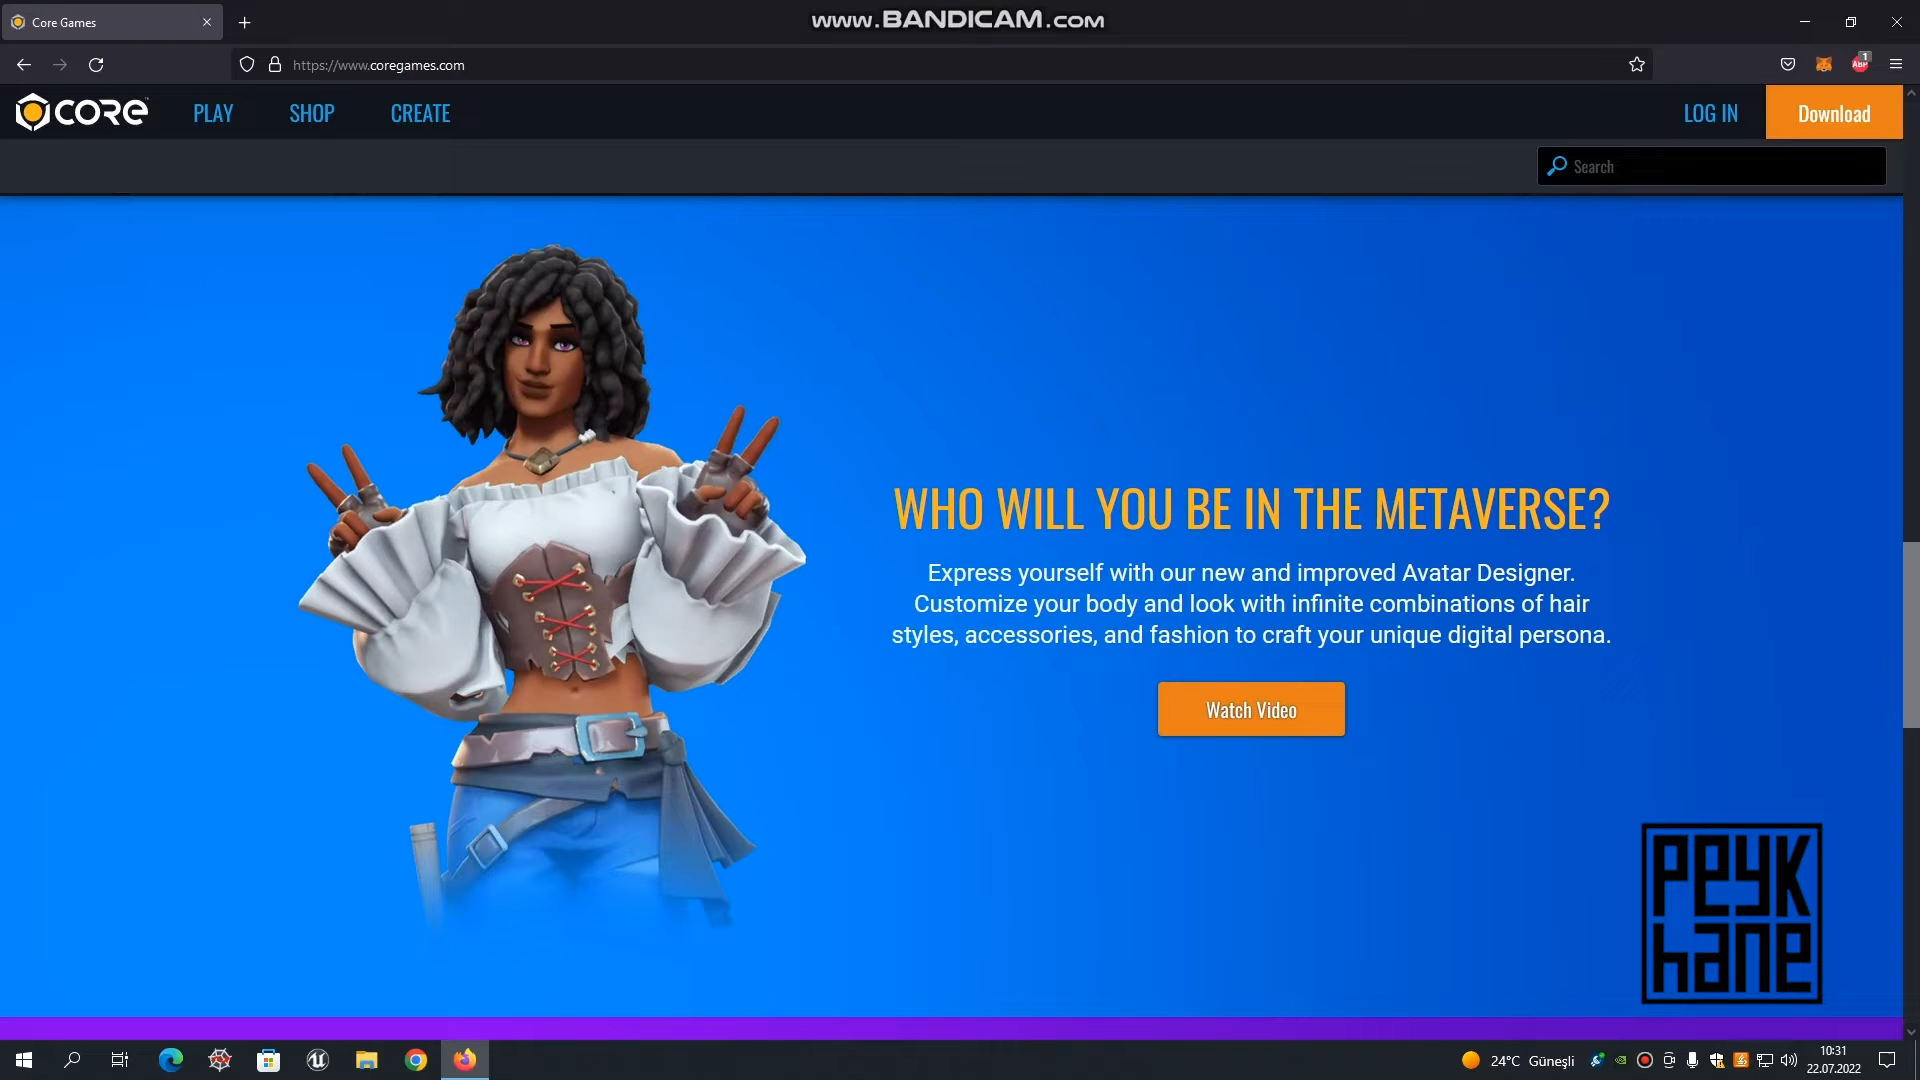 Core Games
www.BANDICAM.com
https://www.coregames.com
CORE
PLAY
SHOP
CREATE
LOG IN
Download
Search
WHO WILL YOU BE IN THE METAVERSE?
Express yourself with our new and improved Avatar Designer.
Customize your body and look with infinite combinations of hair
styles, accessories, and fashion to craft your unique digital persona.
Watch Video
peyk
hane
24°C Güneşli
10:31
22.07.2022
ABP
1